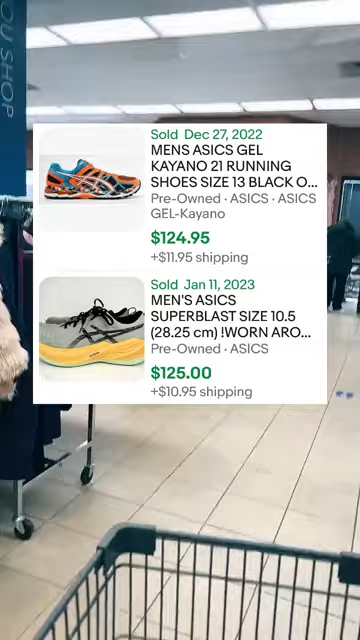 OU SHOP
Sold Dec 27, 2022
MENS ASICS GEL
KAYANO 21 RUNNING
SHOES SIZE 13 BLACK O...
Pre-Owned · ASICS · ASICS
GEL-Kayano
$124.95
+$11.95 shipping
Sold Jan 11, 2023
MEN'S ASICS
SUPERBLAST SIZE 10.5
(28.25 cm) !WORN ARO...
Pre-Owned · ASICS
$125.00
+$10.95 shipping